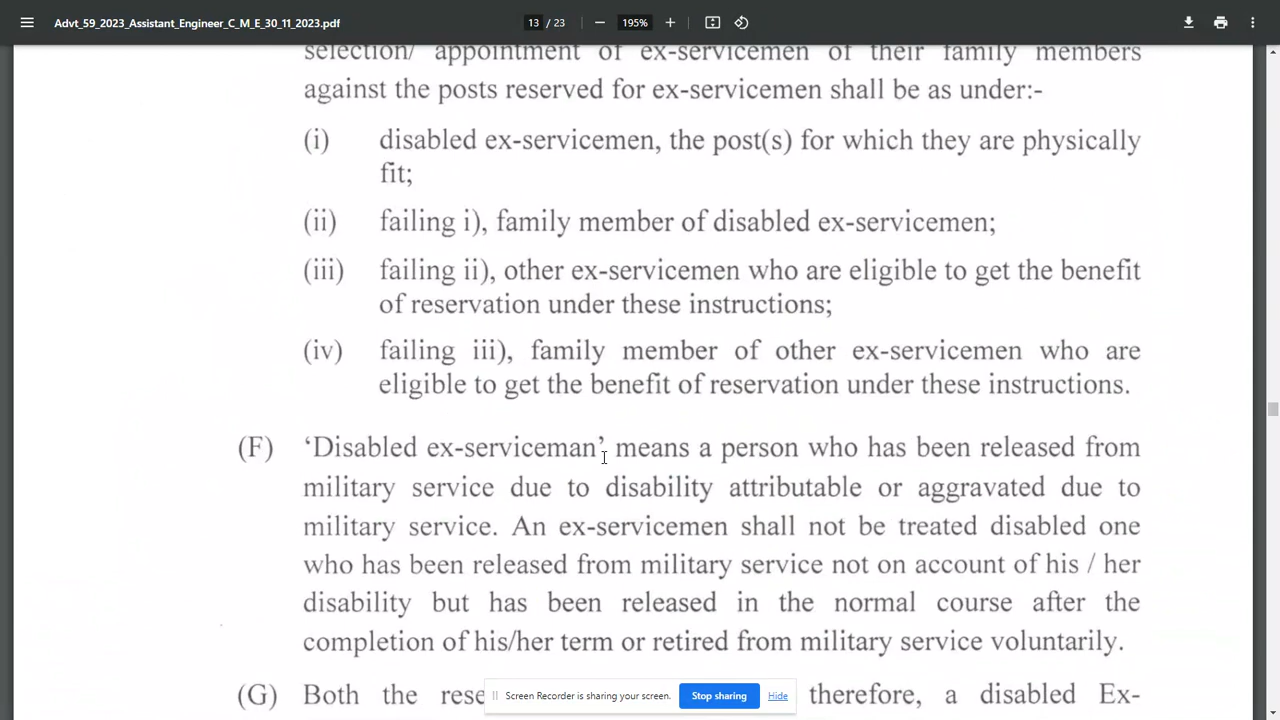 Advt_59_2023_Assistant_Engineer_C_M_E_30_11_2023.pdf
13 / 23
195%
selection/ appointment of ex-servicemen of their family members
against the posts reserved for ex-servicemen shall be as under:-
(i) disabled ex-servicemen, the post(s) for which they are physically
fit;
(ii) failing i), family member of disabled ex-servicemen;
(iii) failing ii), other ex-servicemen who are eligible to get the benefit
of reservation under these instructions;
(iv) failing iii), family member of other ex-servicemen who are
eligible to get the benefit of reservation under these instructions.
(F) ‘Disabled ex-serviceman’ means a person who has been released from
military service due to disability attributable or aggravated due to
military service. An ex-servicemen shall not be treated disabled one
who has been released from military service not on account of his / her
disability but has been released in the normal course after the
completion of his/her term or retired from military service voluntarily.
(G) Both the rese therefore, a disabled Ex-
Screen Recorder is sharing your screen. Stop sharing Hide